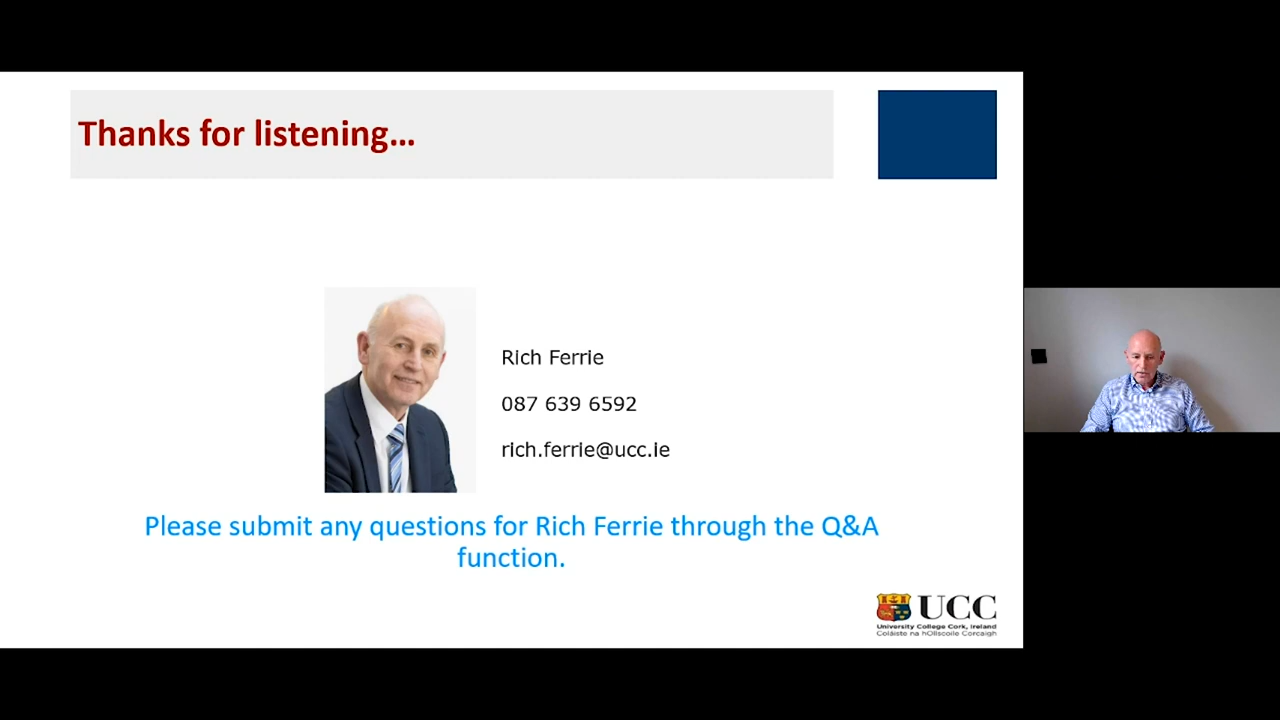 Thanks for listening...
Rich Ferrie
087 639 6592
rich.ferrie@ucc.ie
Please submit any questions for Rich Ferrie through the Q&A
function.
UCC
University College Cork, Ireland
Coláiste na hOllscoile Corcaigh